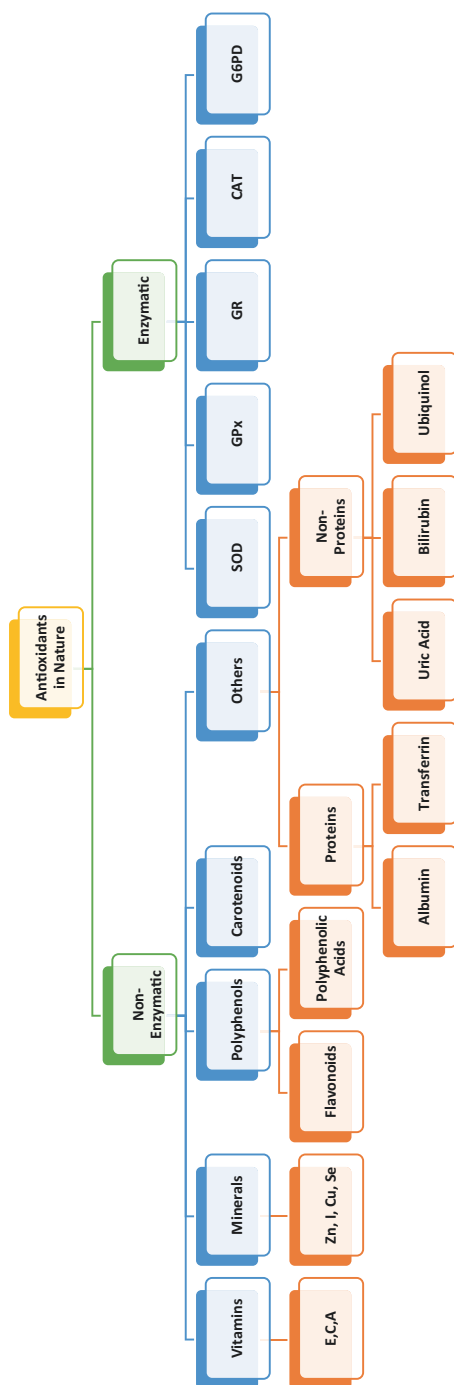 Antioxidants
in Nature
Non-
Enzymatic
Enzymatic
Vitamins
Minerals
Polyphenols
Carotenoids
Others
SOD
GPx
GR
CAT
G6PD
E,C,A
Zn, I, Cu, Se
Flavonoids
Polyphenolic
Acids
Proteins
Non-
Proteins
Albumin
Transferrin
Uric Acid
Bilirubin
Ubiquinol